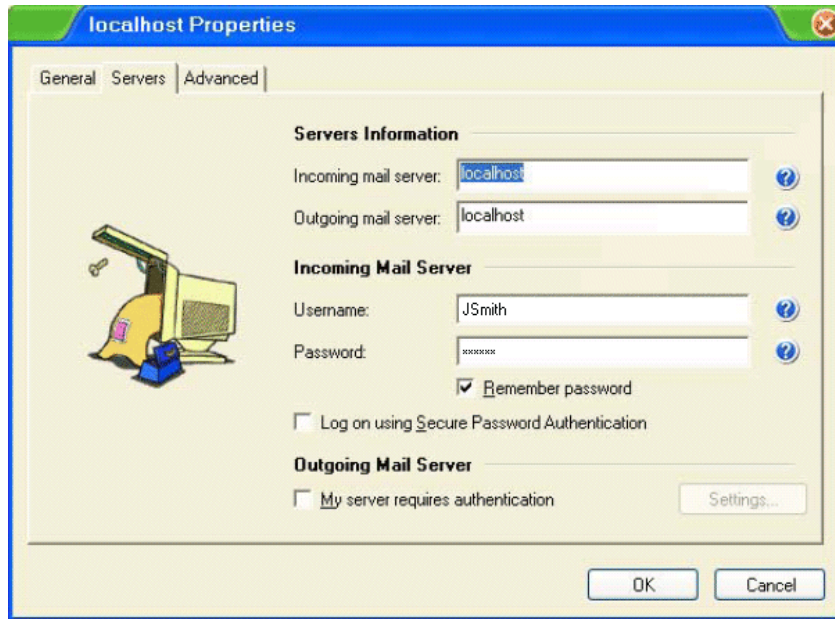 localhost Properties
General Servers Advanced
Servers Information
Incoming mail server: localhost
Outgoing mail server: localhost
Incoming Mail Server
Username: JSmith
Password: xxxxxx
Remember password
Log on using Secure Password Authentication
Outgoing Mail Server
My server requires authentication Settings...
OK Cancel